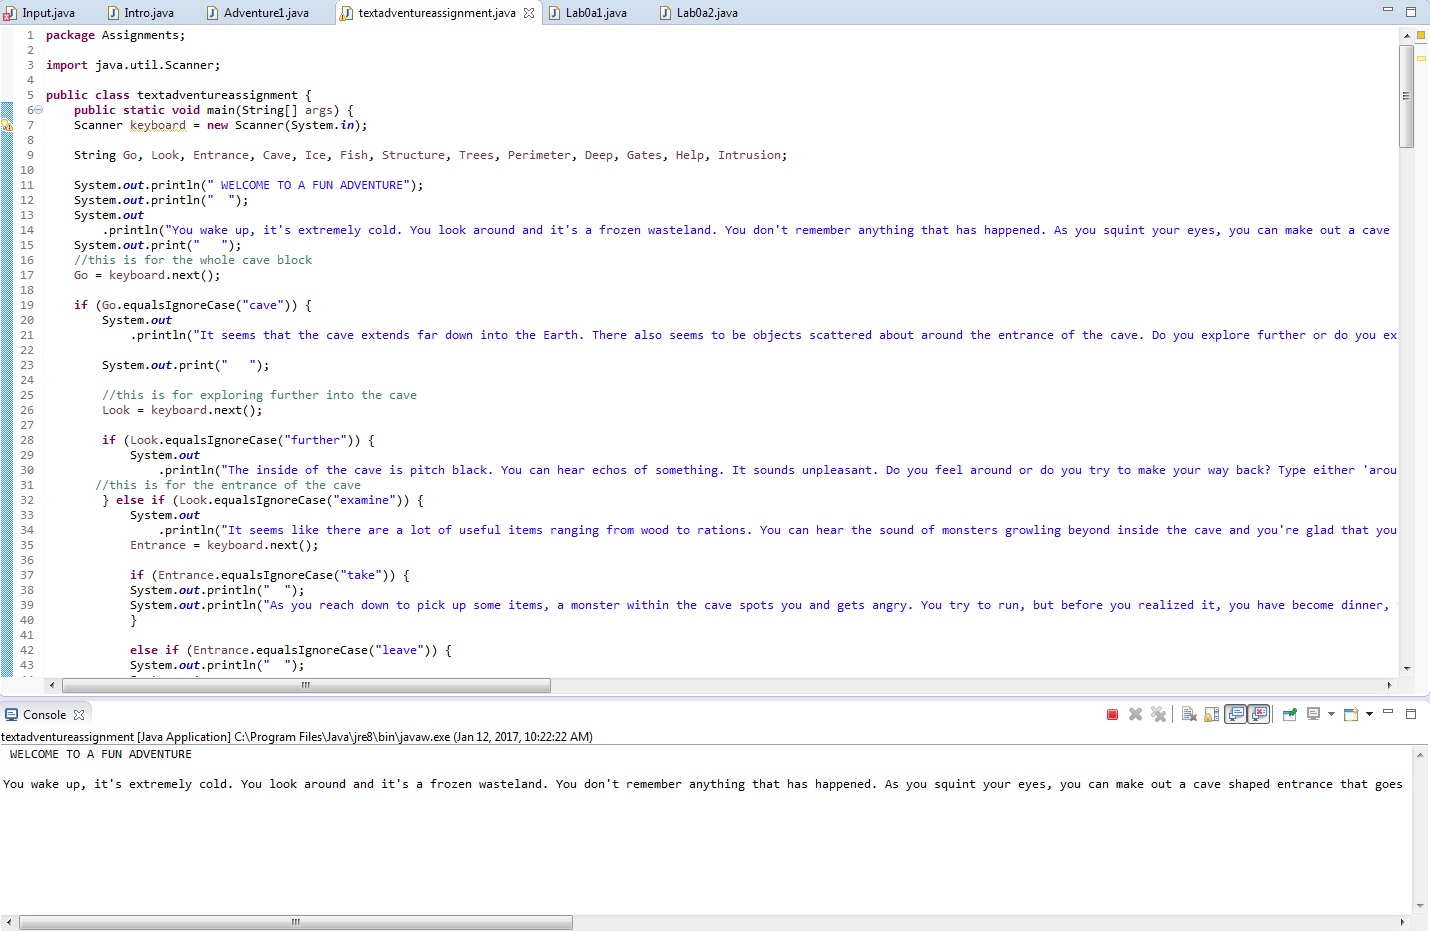 Input.java Intro.java Adventure1.java textadventureassignment.java Lab0a1.java Lab0a2.java
1 package Assignments;
2
3 import java.util.Scanner;
4
5 public class textadventureassignment {
6 public static void main(String[] args) {
7 Scanner keyboard = new Scanner(System.in);
8
9 String Go, Look, Entrance, Cave, Ice, Fish, Structure, Trees, Perimeter, Deep, Gates, Help, Intrusion;
10
11 System.out.println(" WELCOME TO A FUN ADVENTURE");
12 System.out.println("  ");
13 System.out
14 .println("You wake up, it's extremely cold. You look around and it's a frozen wasteland. You don't remember anything that has happened. As you squint your eyes, you can make out a cave
15 System.out.print("   ");
16 //this is for the whole cave block
17 Go = keyboard.next();
18
19 if (Go.equalsIgnoreCase("cave")) {
20 System.out
21 .println("It seems that the cave extends far down into the Earth. There also seems to be objects scattered about around the entrance of the cave. Do you explore further or do you ex
22
23 System.out.print("   ");
24
25 //this is for exploring further into the cave
26 Look = keyboard.next();
27
28 if (Look.equalsIgnoreCase("further")) {
29 System.out
30 .println("The inside of the cave is pitch black. You can hear echos of something. It sounds unpleasant. Do you feel around or do you try to make your way back? Type either 'arou
31 //this is for the entrance of the cave
32 } else if (Look.equalsIgnoreCase("examine")) {
33 System.out
34 .println("It seems like there are a lot of useful items ranging from wood to rations. You can hear the sound of monsters growling beyond inside the cave and you're glad that you
35 Entrance = keyboard.next();
36
37 if (Entrance.equalsIgnoreCase("take")) {
38 System.out.println("  ");
39 System.out.println("As you reach down to pick up some items, a monster within the cave spots you and gets angry. You try to run, but before you realized it, you have become dinner,
40 }
41
42 else if (Entrance.equalsIgnoreCase("leave")) {
43 System.out.println("  ");
Console
textadventureassignment [Java Application] C:\Program Files\Java\jre8\bin\javaw.exe (Jan 12, 2017, 10:22:22 AM)
WELCOME TO A FUN ADVENTURE
You wake up, it's extremely cold. You look around and it's a frozen wasteland. You don't remember anything that has happened. As you squint your eyes, you can make out a cave shaped entrance that goes